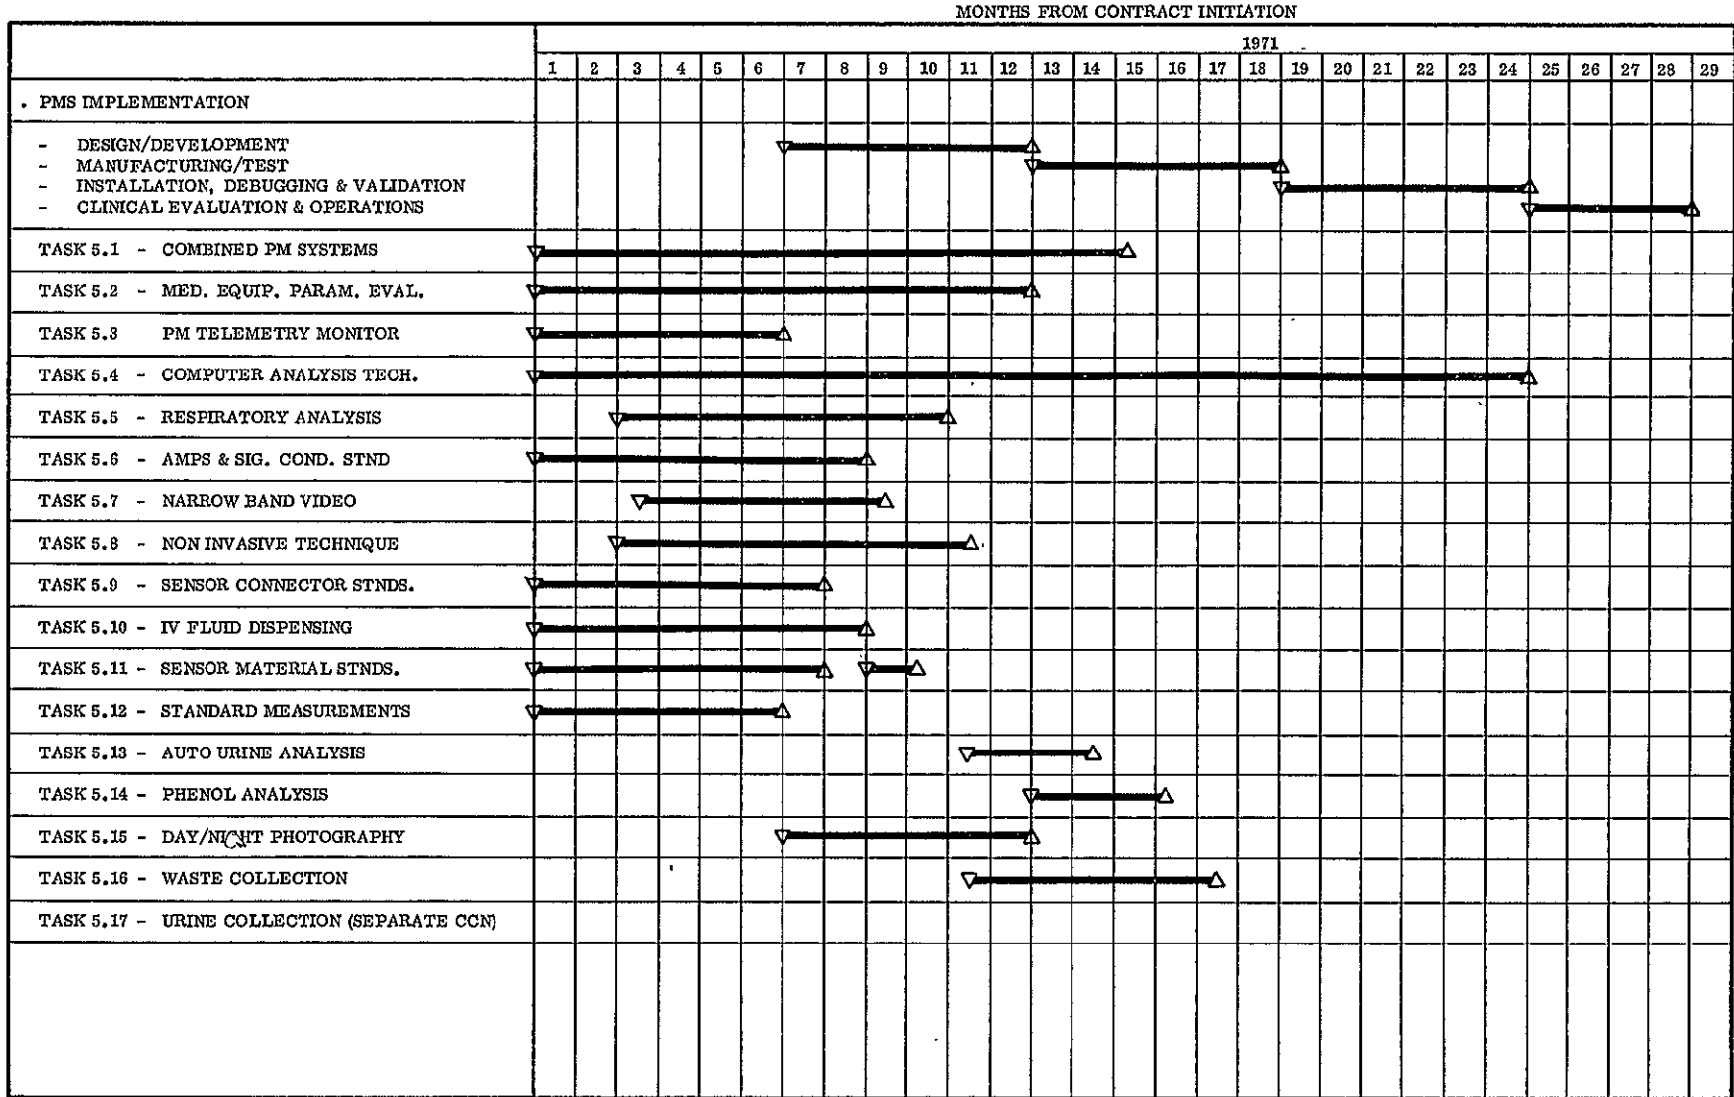 MONTHS FROM CONTRACT INITIATION
1971
1 2 3 4 5 6 7 8 9 10 11 12 13 14 15 16 17 18 19 20 21 22 23 24 25 26 27 28 29
. PMS IMPLEMENTATION
- DESIGN/DEVELOPMENT
- MANUFACTURING/TEST
- INSTALLATION, DEBUGGING & VALIDATION
- CLINICAL EVALUATION & OPERATIONS
TASK 5.1 - COMBINED PM SYSTEMS
TASK 5.2 - MED. EQUIP. PARAM. EVAL.
TASK 5.3 PM TELEMETRY MONITOR
TASK 5.4 - COMPUTER ANALYSIS TECH.
TASK 5.5 - RESPIRATORY ANALYSIS
TASK 5.6 - AMPS & SIG. COND. STND
TASK 5.7 - NARROW BAND VIDEO
TASK 5.8 - NON INVASIVE TECHNIQUE
TASK 5.9 - SENSOR CONNECTOR STNDS.
TASK 5.10 - IV FLUID DISPENSING
TASK 5.11 - SENSOR MATERIAL STNDS.
TASK 5.12 - STANDARD MEASUREMENTS
TASK 5.13 - AUTO URINE ANALYSIS
TASK 5.14 - PHENOL ANALYSIS
TASK 5.15 - DAY/NIGHT PHOTOGRAPHY
TASK 5.16 - WASTE COLLECTION
TASK 5.17 - URINE COLLECTION (SEPARATE CCN)